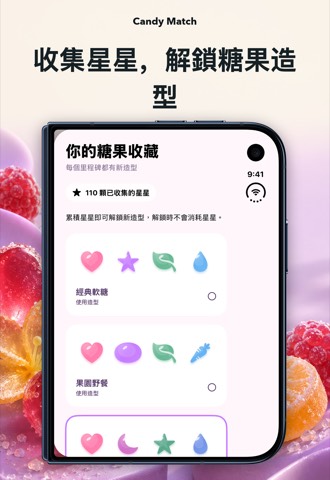 Candy Match
收集星星，解鎖糖果造
型
你的糖果收藏
每個里程碑都有新造型
9:41
★ 110 顆已收集的星星
累積星星即可解鎖新造型，解鎖時不會消耗星星。
經典軟糖
使用造型
果園野餐
使用造型